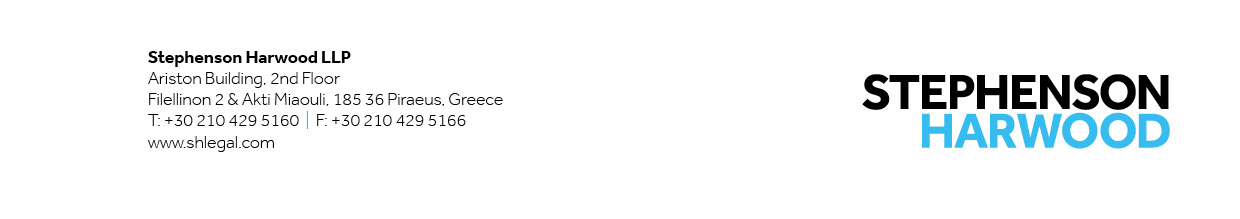 Stephenson Harwood LLP
Ariston Building, 2nd Floor
Filellinon 2 & Akti Miaouli, 185 36 Piraeus, Greece
T: +30 210 429 5160 | F: +30 210 429 5166
www.shlegal.com
STEPHENSON
HARWOOD